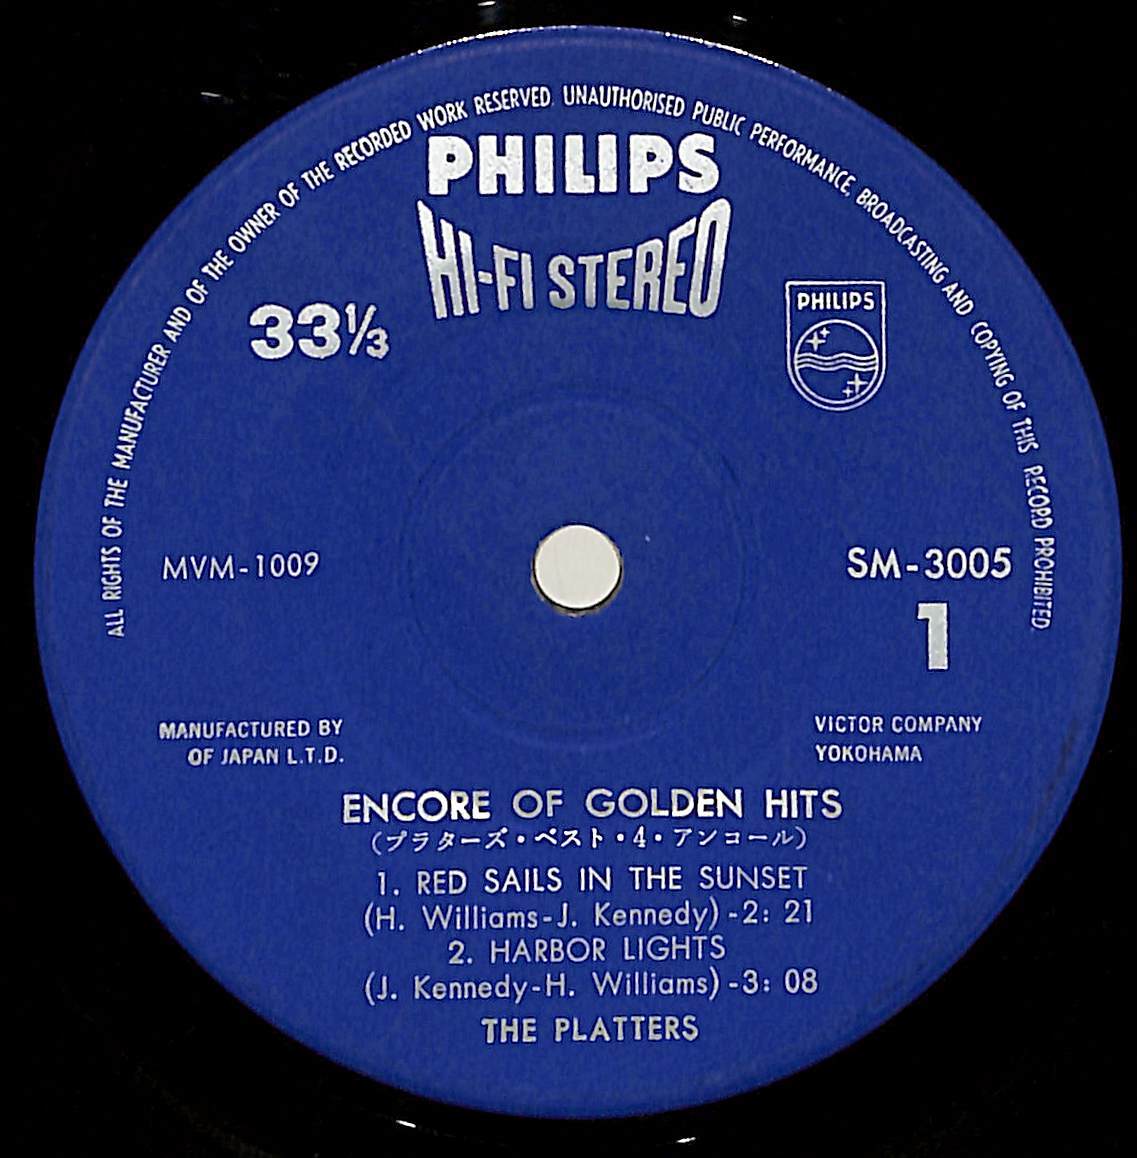 ALL RIGHTS OF THE MANUFACTURER AND OF THE OWNER OF THE RECORDED WORK RESERVED. UNAUTHORISED PUBLIC PERFORMANCE, BROADCASTING AND COPYING OF THIS RECORD PROHIBITED.
PHILIPS
HI-FI STEREO
33⅓
PHILIPS
MVM-1009
SM-3005
1
MANUFACTURED BY
OF JAPAN L.T.D.
VICTOR COMPANY
YOKOHAMA
ENCORE OF GOLDEN HITS
(プラターズ・ベスト・4・アンコール)
1. RED SAILS IN THE SUNSET
(H. Williams-J. Kennedy) -2: 21
2. HARBOR LIGHTS
(J. Kennedy-H. Williams) -3: 08
THE PLATTERS